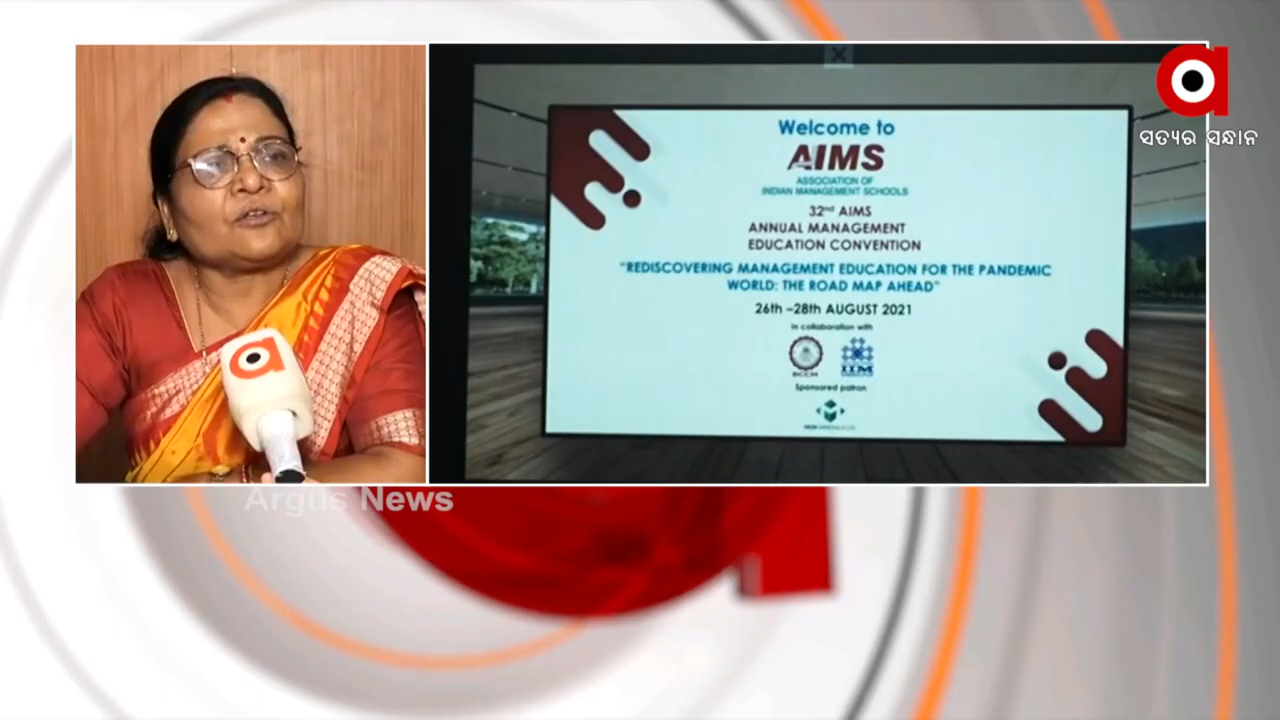 Welcome to
AIMS
ASSOCIATION OF
INDIAN MANAGEMENT SCHOOLS
32nd AIMS
ANNUAL MANAGEMENT
EDUCATION CONVENTION
"REDISCOVERING MANAGEMENT EDUCATION FOR THE PANDEMIC
WORLD: THE ROAD MAP AHEAD"
26th –28th AUGUST 2021
In collaboration with
IIM
Sponsored patron
ସତ୍ୟର ସନ୍ଧାନ
Argus News